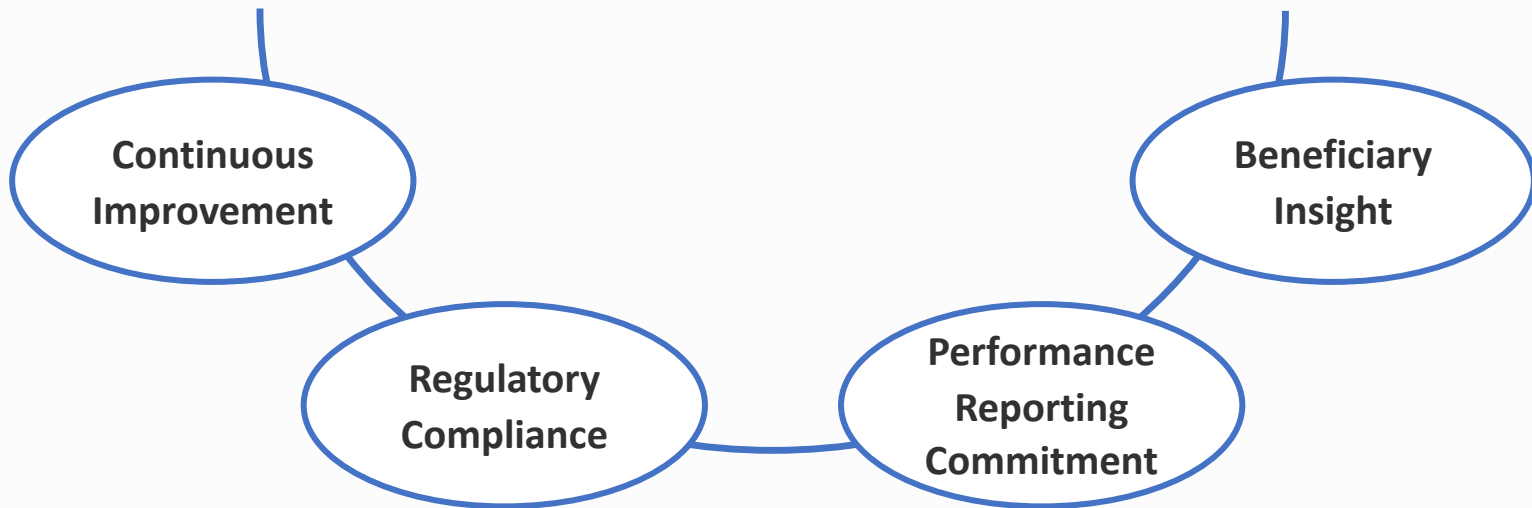 Continuous
Improvement
Beneficiary
Insight
Regulatory
Compliance
Performance
Reporting
Commitment